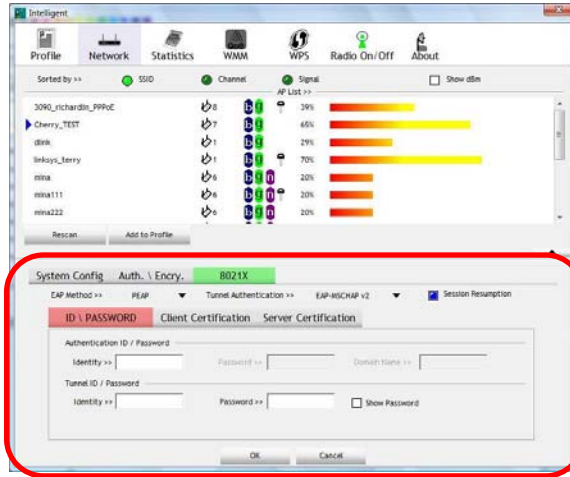 Intelligent
Profile Network Statistics WMM WPS Radio On/Off About
Sorted by >> SSID Channel Signal Show dBm
AP List >>
3090_richardlin_PPPoE 8 b g 39%
Cherry_TEST 7 b g 65%
dlink 1 b g 29%
linksys_terry 1 b g 70%
mina 6 b g n 20%
mina111 6 b g n 20%
mina222 6 b g n 20%
Rescan Add to Profile
System Config Auth. \ Encry. 8021X
EAP Method >> PEAP Tunnel Authentication >> EAP-MSCHAP v2 Session Resumption
ID \ PASSWORD Client Certification Server Certification
Authentication ID / Password
Identity >> Password >> Domain Name >>
Tunnel ID / Password
Identity >> Password >> Show Password
OK Cancel